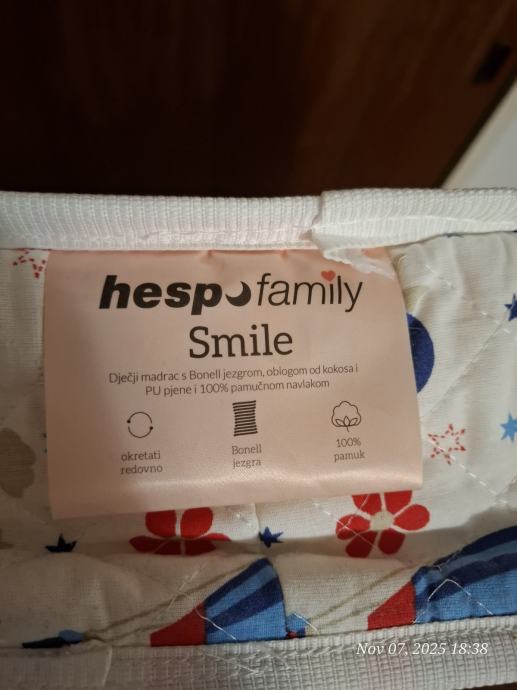 hespo family
Smile
Dječji madrac s Bonell jezgrom, oblogom od kokosa i
PU pjene i 100% pamučnom navlakom
okretati
redovno
Bonell
jezgra
100%
pamuk
Nov 07, 2025 18:38